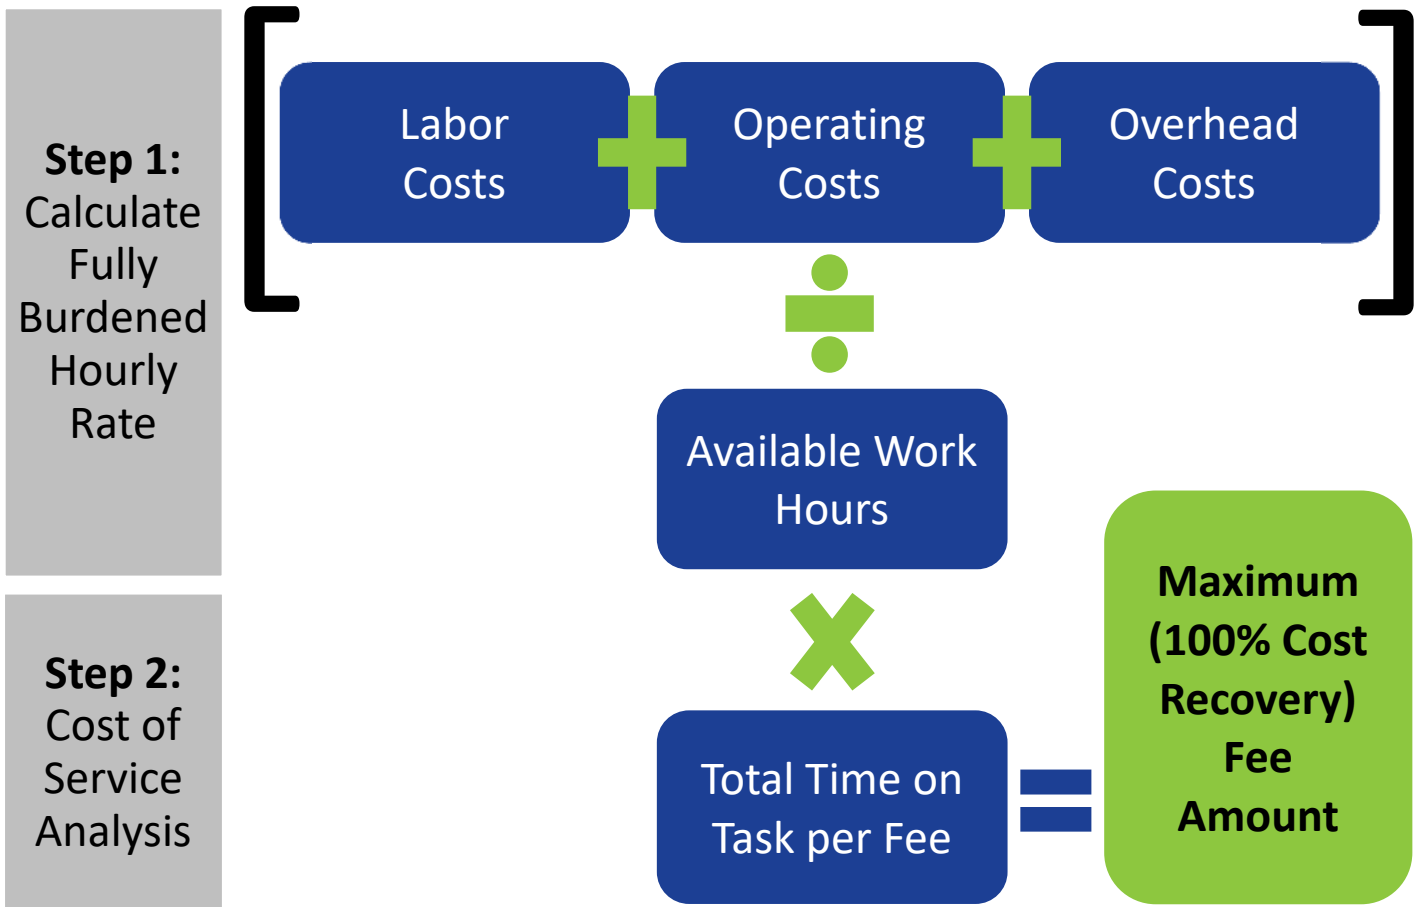 Step 1:
Calculate
Fully
Burdened
Hourly
Rate
Labor
Costs
Operating
Costs
Overhead
Costs
Available Work
Hours
Step 2:
Cost of
Service
Analysis
Total Time on
Task per Fee
Maximum
(100% Cost
Recovery)
Fee
Amount